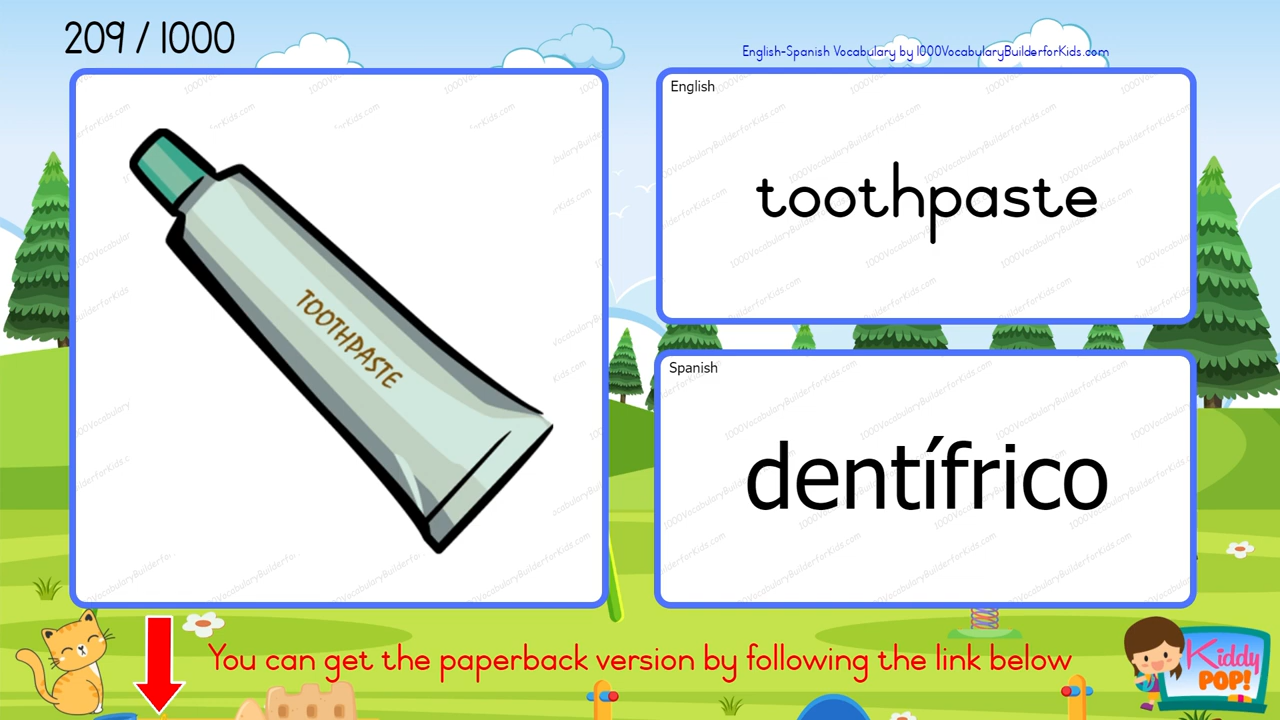 209 / 1000
English-Spanish Vocabulary by 1000VocabularyBuilderforKids.com
English
toothpaste
TOOTHPASTE
Spanish
dentífrico
You can get the paperback version by following the link below
Kiddy
POP!